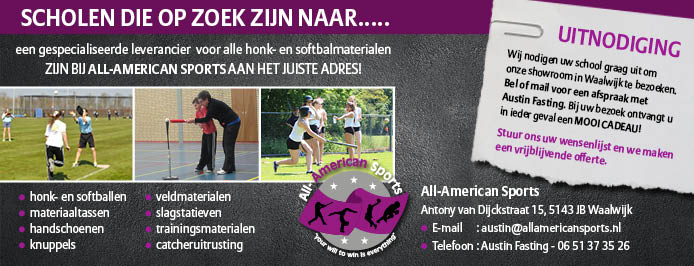 SCHOLEN DIE OP ZOEK ZIJN NAAR.....
een gespecialiseerde leverancier voor alle honk- en softbalmaterialen
ZIJN BIJ ALL-AMERICAN SPORTS AAN HET JUISTE ADRES!
UITNODIGING
Wij nodigen uw school graag uit om
onze showroom in Waalwijk te bezoeken.
Bel of mail voor een afspraak met
Austin Fasting. Bij uw bezoek ontvangt u
in ieder geval een MOOI CADEAU!
Stuur ons uw wensenlijst en we maken
een vrijblijvende offerte.
• honk- en softballen
• materiaaltassen
• handschoenen
• knuppels
• veldmaterialen
• slagstatieven
• trainingsmaterialen
• catcheruitrusting
All-American Sports
"your will to win is everything"
All-American Sports
Antony van Dijckstraat 15, 5143 JB Waalwijk
• E-mail : austin@allamericansports.nl
• Telefoon : Austin Fasting - 06 51 37 35 26